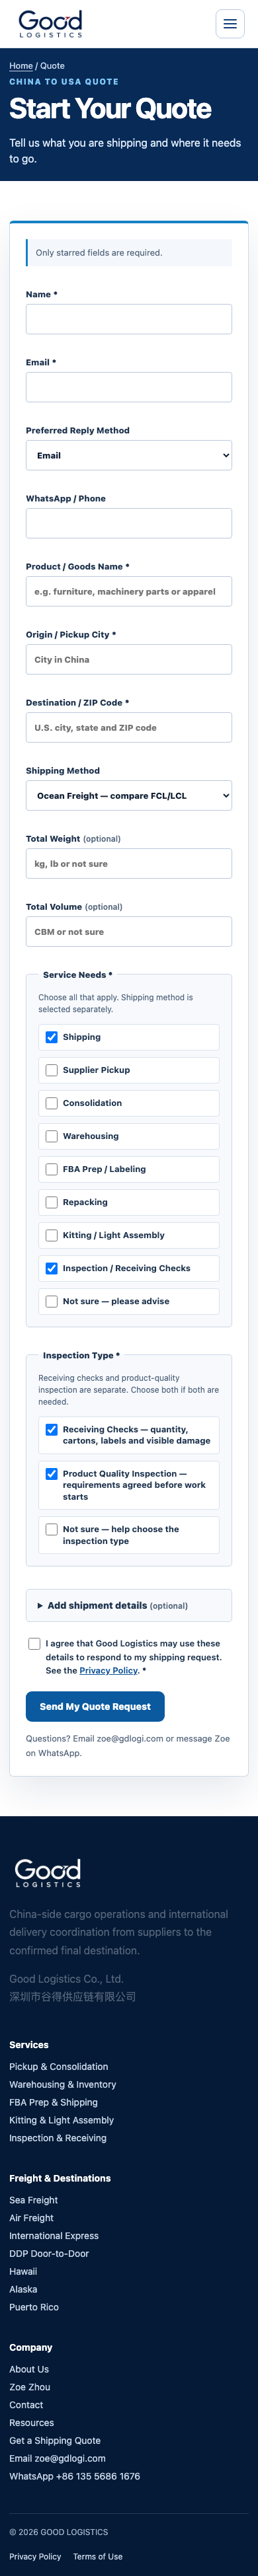 Good
LOGISTICS
Home / Quote
CHINA TO USA QUOTE
Start Your Quote
Tell us what you are shipping and where it needs
to go.
Only starred fields are required.
Name *
Email *
Preferred Reply Method
Email
WhatsApp / Phone
Product / Goods Name *
e.g. furniture, machinery parts or apparel
Origin / Pickup City *
City in China
Destination / ZIP Code *
U.S. city, state and ZIP code
Shipping Method
Ocean Freight — compare FCL/LCL
Total Weight (optional)
kg, lb or not sure
Total Volume (optional)
CBM or not sure
Service Needs *
Choose all that apply. Shipping method is
selected separately.
Shipping
Supplier Pickup
Consolidation
Warehousing
FBA Prep / Labeling
Repacking
Kitting / Light Assembly
Inspection / Receiving Checks
Not sure — please advise
Inspection Type *
Receiving checks and product-quality
inspection are separate. Choose both if both are
needed.
Receiving Checks — quantity,
cartons, labels and visible damage
Product Quality Inspection —
requirements agreed before work
starts
Not sure — help choose the
inspection type
Add shipment details (optional)
I agree that Good Logistics may use these
details to respond to my shipping request.
See the Privacy Policy. *
Send My Quote Request
Questions? Email zoe@gdlogi.com or message Zoe
on WhatsApp.
Good
LOGISTICS
China-side cargo operations and international
delivery coordination from suppliers to the
confirmed final destination.
Good Logistics Co., Ltd.
深圳市谷得供应链有限公司
Services
Pickup & Consolidation
Warehousing & Inventory
FBA Prep & Shipping
Kitting & Light Assembly
Inspection & Receiving
Freight & Destinations
Sea Freight
Air Freight
International Express
DDP Door-to-Door
Hawaii
Alaska
Puerto Rico
Company
About Us
Zoe Zhou
Contact
Resources
Get a Shipping Quote
Email zoe@gdlogi.com
WhatsApp +86 135 5686 1676
© 2026 GOOD LOGISTICS
Privacy Policy Terms of Use